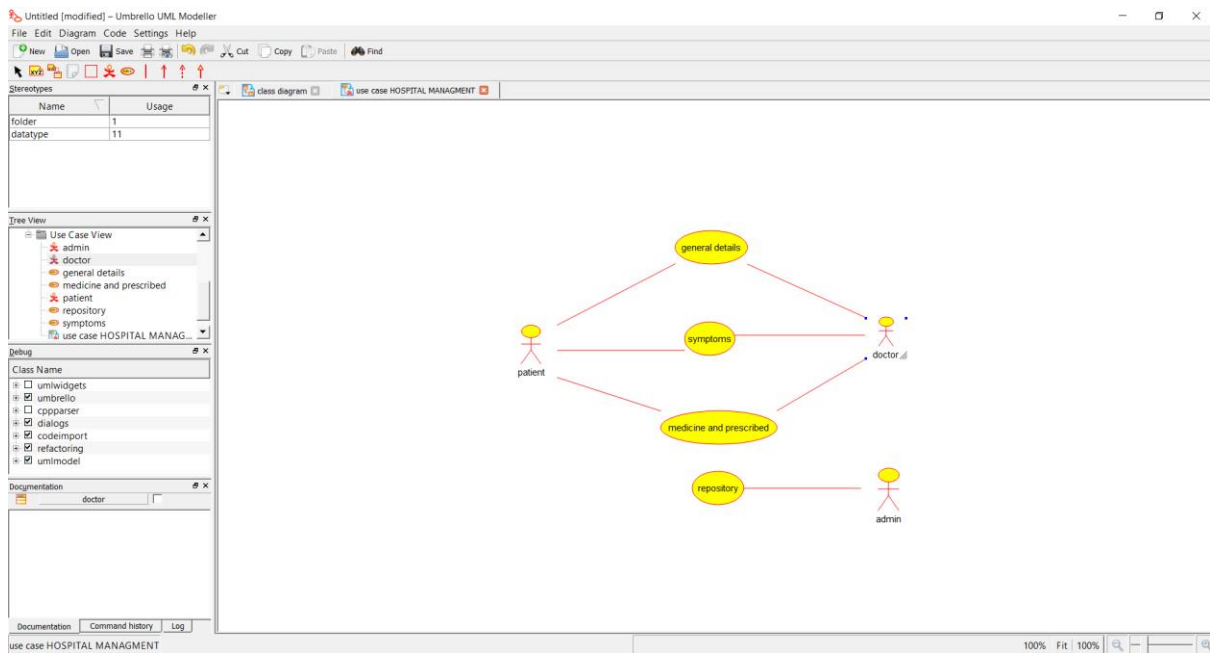 Untitled [modified] – Umbrello UML Modeller
File Edit Diagram Code Settings Help
New Open Save Cut Copy Paste Find
XYZ
Stereotypes
Name Usage
folder 1
datatype 11
Tree View
Use Case View
admin
doctor
general details
medicine and prescribed
patient
repository
symptoms
use case HOSPITAL MANAG...
Debug
Class Name
umlwidgets
umbrello
cppparser
dialogs
codeimport
refactoring
umlmodel
Documentation
doctor
Documentation Command history Log
class diagram use case HOSPITAL MANAGMENT
general details
symptoms
patient
doctor
medicine and prescribed
repository
admin
use case HOSPITAL MANAGMENT
100% Fit 100%